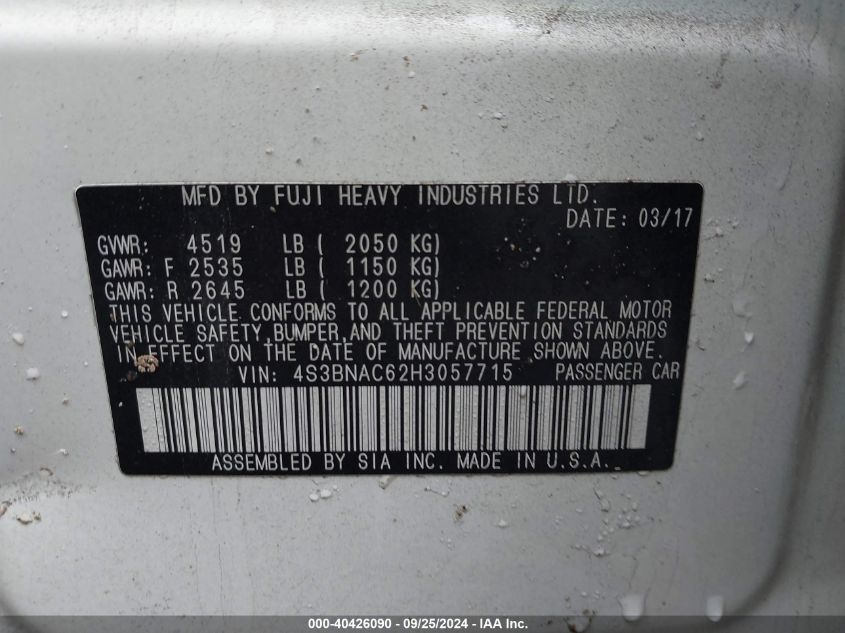 MFD BY FUJI HEAVY INDUSTRIES LTD.
DATE: 03/17
GVWR: 4519 LB ( 2050 KG)
GAWR: F 2535 LB ( 1150 KG)
GAWR: R 2645 LB ( 1200 KG)
THIS VEHICLE CONFORMS TO ALL APPLICABLE FEDERAL MOTOR
VEHICLE SAFETY,BUMPER,AND THEFT PREVENTION STANDARDS
IN EFFECT ON THE DATE OF MANUFACTURE SHOWN ABOVE.
VIN: 4S3BNAC62H3057715 PASSENGER CAR
ASSEMBLED BY SIA INC. MADE IN U.S.A.
000-40426090 - 09/25/2024 - IAA Inc.